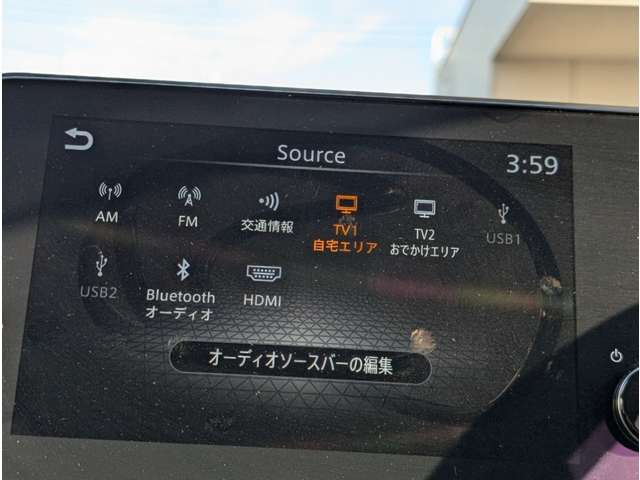 Source
3:59
AM
FM
交通情報
TV1
自宅エリア
TV2
おでかけエリア
USB1
USB2
Bluetooth
オーディオ
HDMI
オーディオソースバーの編集